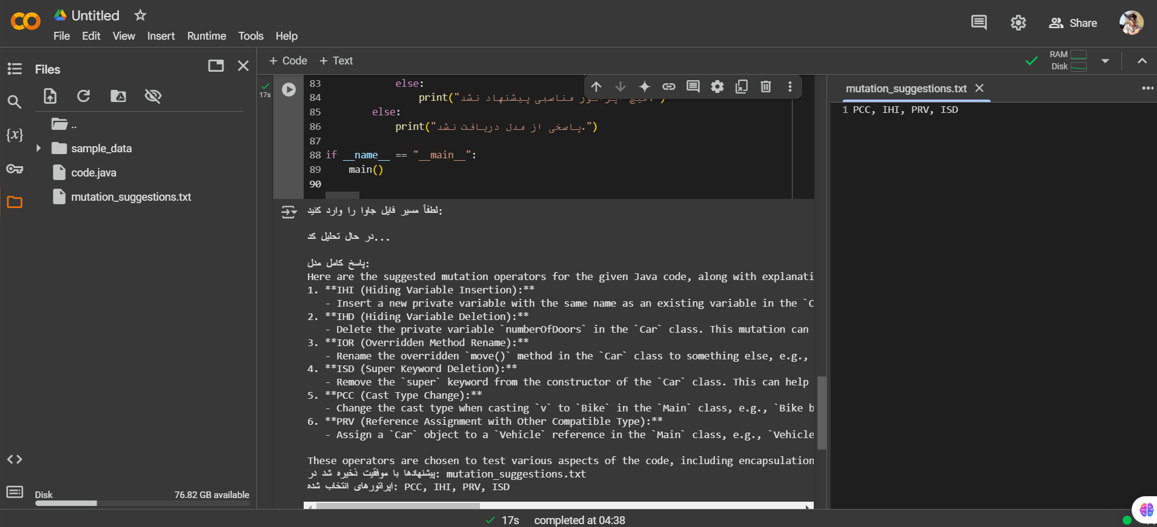 Untitled
File Edit View Insert Runtime Tools Help
Share
Files
+ Code + Text
RAM
Disk
..
sample_data
code.java
mutation_suggestions.txt
Disk 76.82 GB available
17s
83 else:
84 print("
85 else:
86 print("پاسخی از مدل دریافت نشد.")
87
88 if __name__ == "__main__":
89 main()
90
لطفاً مسیر فایل جاوا را وارد کنید:
در حال تحلیل کد...
پاسخ کامل مدل:
Here are the suggested mutation operators for the given Java code, along with explanati
1. **IHI (Hiding Variable Insertion):**
- Insert a new private variable with the same name as an existing variable in the `C
2. **IHD (Hiding Variable Deletion):**
- Delete the private variable `numberOfDoors` in the `Car` class. This mutation can
3. **IOR (Overridden Method Rename):**
- Rename the overridden `move()` method in the `Car` class to something else, e.g.,
4. **ISD (Super Keyword Deletion):**
- Remove the `super` keyword from the constructor of the `Car` class. This can help
5. **PCC (Cast Type Change):**
- Change the cast type when casting `v` to `Bike` in the `Main` class, e.g., `Bike b
6. **PRV (Reference Assignment with Other Compatible Type):**
- Assign a `Car` object to a `Vehicle` reference in the `Main` class, e.g., `Vehicle
These operators are chosen to test various aspects of the code, including encapsulation
پیشنهادها با موفقیت ذخیره شد در: mutation_suggestions.txt
اپراتورهای انتخاب شده: PCC, IHI, PRV, ISD
mutation_suggestions.txt
1 PCC, IHI, PRV, ISD
17s completed at 04:38